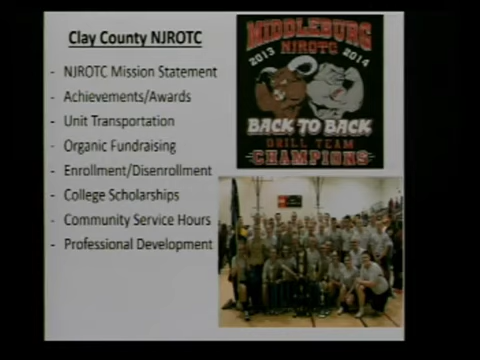 Clay County NJROTC
- NJROTC Mission Statement
- Achievements/Awards
- Unit Transportation
- Organic Fundraising
- Enrollment/Disenrollment
- College Scholarships
- Community Service Hours
- Professional Development
MIDDLEBURG
NJROTC
2013 2014
BACK TO BACK
DRILL TEAM
CHAMPIONS